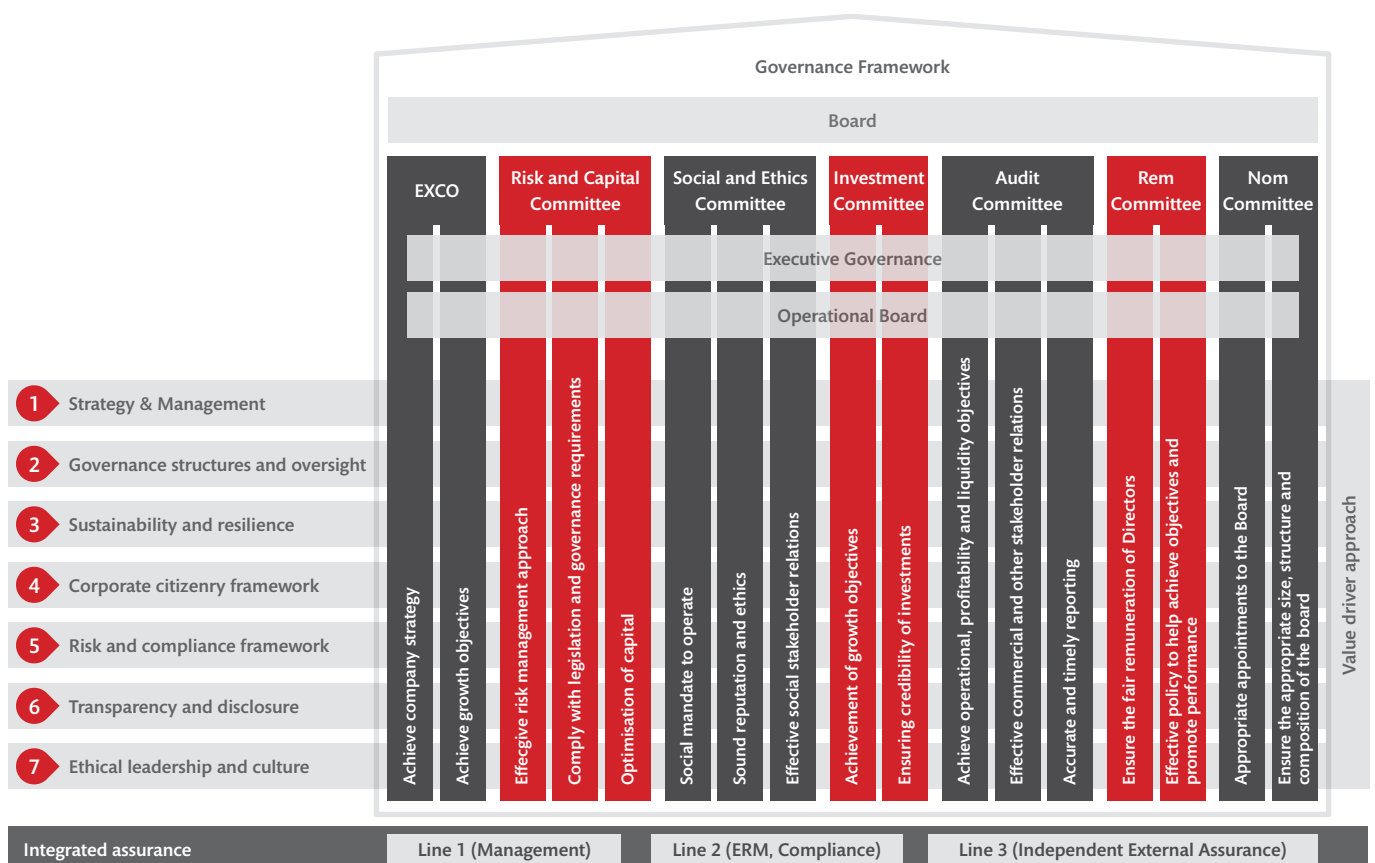 Governance Framework
Board
EXCO
Risk and Capital
Committee
Social and Ethics
Committee
Investment
Committee
Audit
Committee
Rem
Committee
Nom
Committee
Executive Governance
Operational Board
1 Strategy & Management
2 Governance structures and oversight
3 Sustainability and resilience
4 Corporate citizenry framework
5 Risk and compliance framework
6 Transparency and disclosure
7 Ethical leadership and culture
Achieve company strategy
Achieve growth objectives
Effecgive risk management approach
Comply with legislation and governance requirements
Optimisation of capital
Social mandate to operate
Sound reputation and ethics
Effective social stakeholder relations
Achievement of growth objectives
Ensuring credibility of investments
Achieve operational, profitability and liquidity objectives
Effective commercial and other stakeholder relations
Accurate and timely reporting
Ensure the fair remuneration of Directors
Effective policy to help achieve objectives and
promote performance
Appropriate appointments to the Board
Ensure the appropriate size, structure and
composition of the board
Value driver approach
Integrated assurance
Line 1 (Management)
Line 2 (ERM, Compliance)
Line 3 (Independent External Assurance)